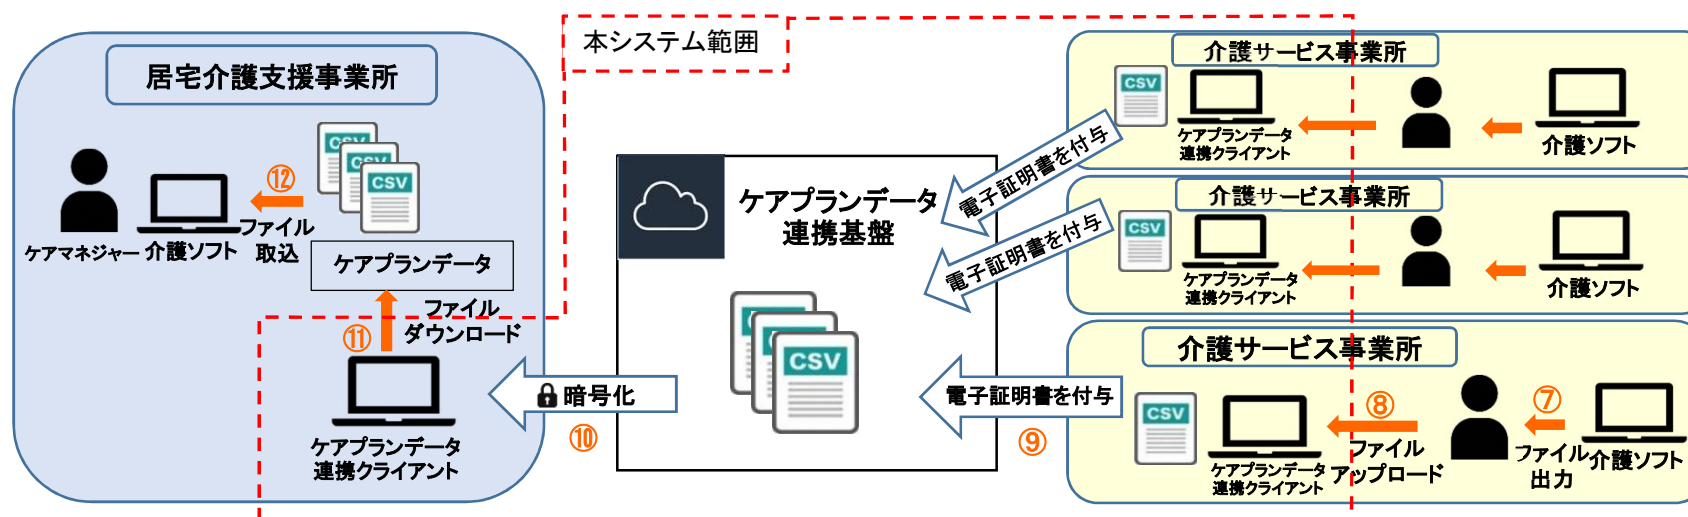 本システム範囲
居宅介護支援事業所
CSV
CSV
CSV
⑫
ファイル
取込
ケアマネジャー
介護ソフト
ケアプランデータ
⑪
ファイル
ダウンロード
ケアプランデータ
連携クライアント
暗号化
⑩
ケアプランデータ
連携基盤
CSV
電子証明書を付与
電子証明書を付与
電子証明書を付与
⑨
介護サービス事業所
CSV
ケアプランデータ
連携クライアント
介護ソフト
介護サービス事業所
CSV
ケアプランデータ
連携クライアント
介護ソフト
介護サービス事業所
CSV
ケアプランデータ
連携クライアント
⑧
ファイル
アップロード
⑦
ファイル
出力
介護ソフト